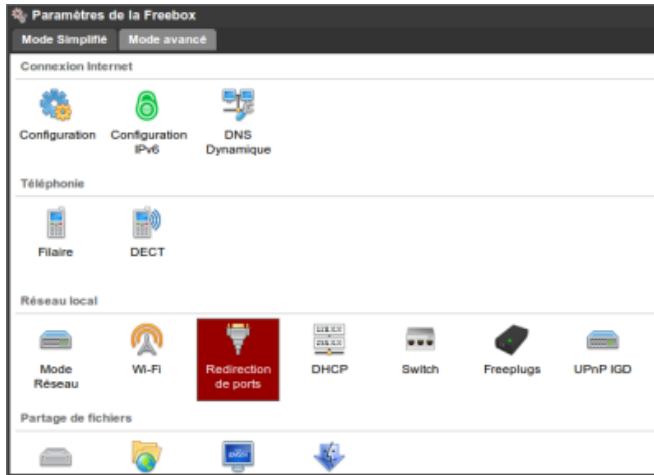 Paramètres de la Freebox
Mode Simplifié Mode avancé
Connexion Internet
Configuration Configuration IPv6 DNS Dynamique
Téléphonie
Filaire DECT
Réseau local
Mode Réseau Wi-Fi Redirection de ports DHCP Switch Freeplugs UPnP IGD
Partage de fichiers